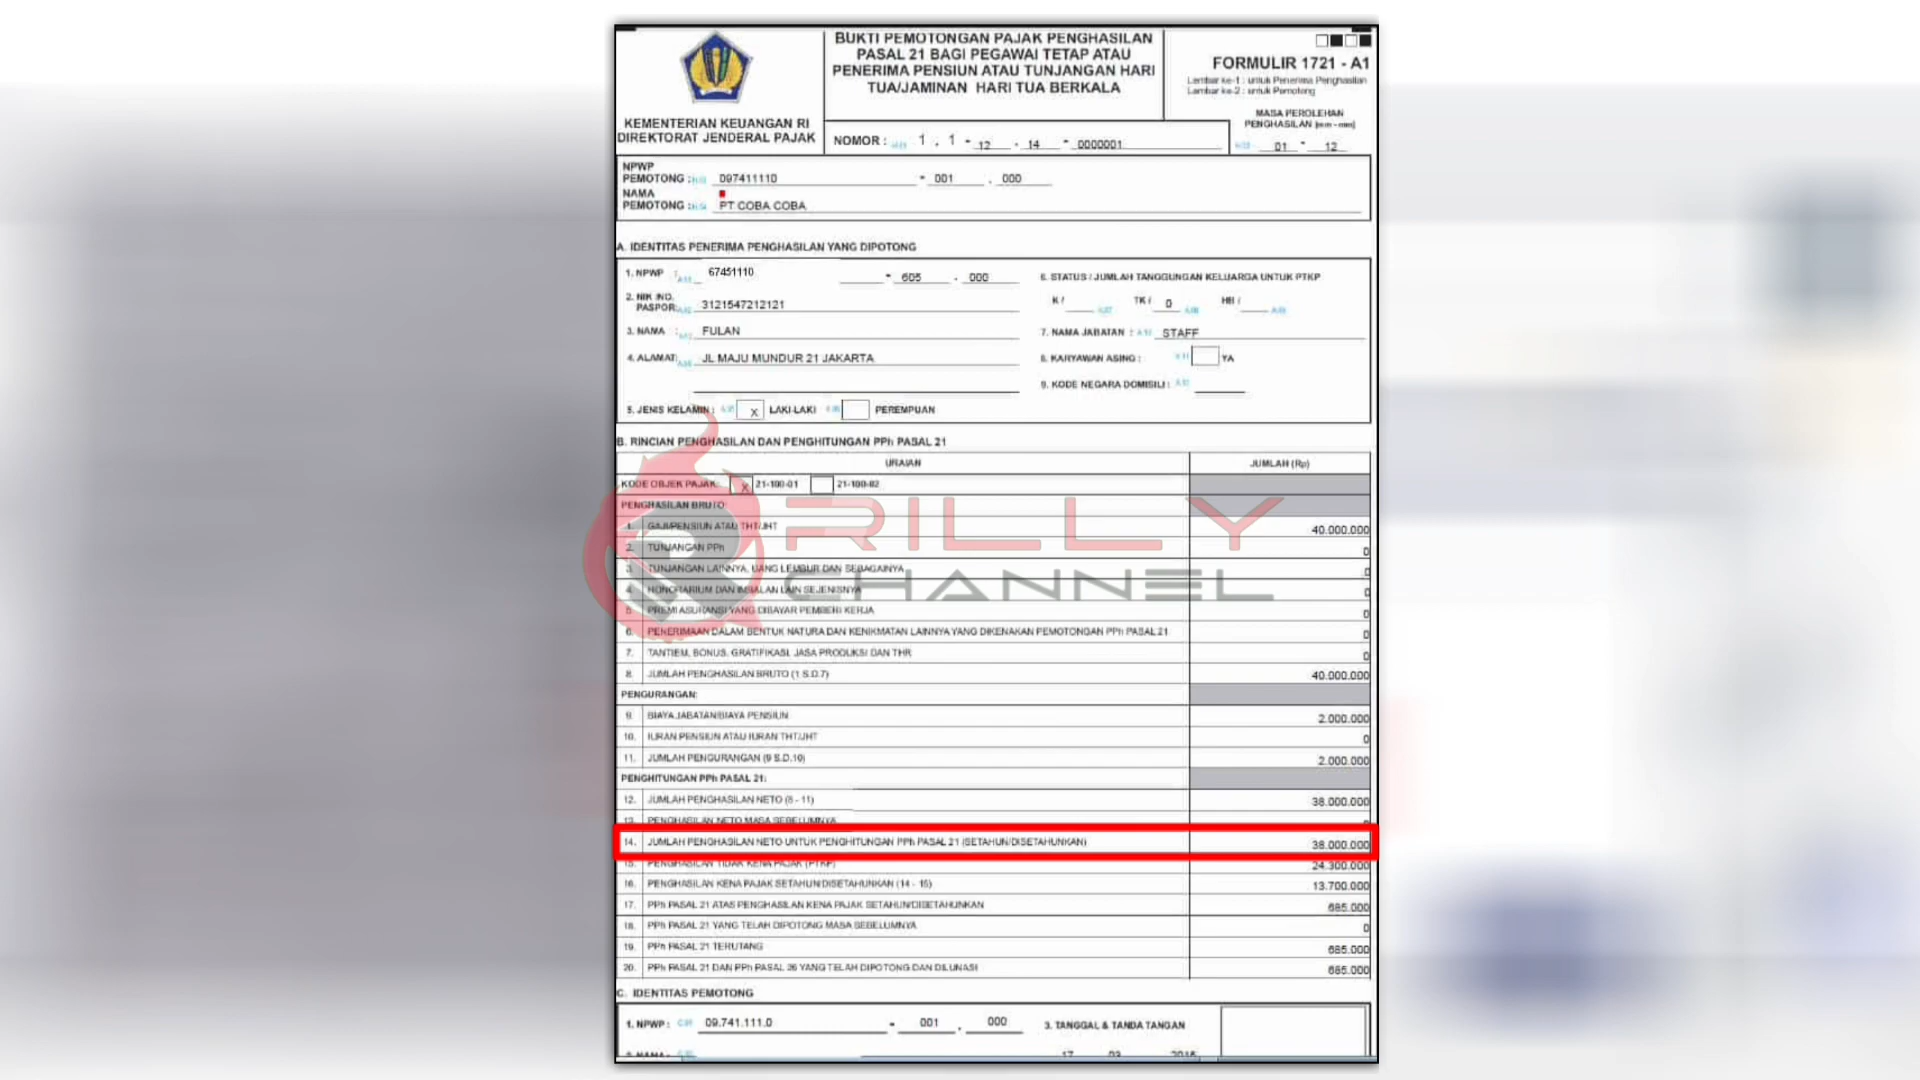 BUKTI PEMOTONGAN PAJAK PENGHASILAN
PASAL 21 BAGI PEGAWAI TETAP ATAU
PENERIMA PENSIUN ATAU TUNJANGAN HARI
TUA/JAMINAN HARI TUA BERKALA
FORMULIR 1721 - A1
Lembar ke-1 : untuk Penerima Penghasilan
Lembar ke-2 : untuk Pemotong
KEMENTERIAN KEUANGAN RI
DIREKTORAT JENDERAL PAJAK
NOMOR : 1 . 1 - 12 . 14 - 0000001
MASA PEROLEHAN
PENGHASILAN [mm - mm]
01 - 12
NPWP
PEMOTONG : 097411110 - 001 . 000
NAMA
PEMOTONG : PT COBA COBA
A. IDENTITAS PENERIMA PENGHASILAN YANG DIPOTONG
1. NPWP : 67451110 - 605 . 000
2. NIK /NO.
PASPOR: 3121547212121
3. NAMA : FULAN
4. ALAMAT: JL MAJU MUNDUR 21 JAKARTA
5. JENIS KELAMIN : X LAKI-LAKI PEREMPUAN
6. STATUS / JUMLAH TANGGUNGAN KELUARGA UNTUK PTKP
K / TK / 0 HB /
7. NAMA JABATAN : STAFF
8. KARYAWAN ASING : YA
9. KODE NEGARA DOMISILI :
B. RINCIAN PENGHASILAN DAN PENGHITUNGAN PPh PASAL 21
URAIAN JUMLAH (Rp)
KODE OBJEK PAJAK : X 21-100-01 21-100-02
PENGHASILAN BRUTO
1. GAJI/PENSIUN ATAU THT/JHT 40.000.000
2. TUNJANGAN PPh 0
3. TUNJANGAN LAINNYA, UANG LEMBUR DAN SEBAGAINYA 0
4. HONORARIUM DAN IMBALAN LAIN SEJENISNYA 0
5. PREMI ASURANSI YANG DIBAYAR PEMBERI KERJA 0
6. PENERIMAAN DALAM BENTUK NATURA DAN KENIKMATAN LAINNYA YANG DIKENAKAN PEMOTONGAN PPh PASAL 21 0
7. TANTIEM, BONUS, GRATIFIKASI, JASA PRODUKSI DAN THR 0
8. JUMLAH PENGHASILAN BRUTO (1 S.D.7) 40.000.000
PENGURANGAN:
9. BIAYA JABATAN/BIAYA PENSIUN 2.000.000
10. IURAN PENSIUN ATAU IURAN THT/JHT 0
11. JUMLAH PENGURANGAN (9 S.D.10) 2.000.000
PENGHITUNGAN PPh PASAL 21:
12. JUMLAH PENGHASILAN NETO (8 - 11) 38.000.000
13. PENGHASILAN NETO MASA SEBELUMNYA
14. JUMLAH PENGHASILAN NETO UNTUK PENGHITUNGAN PPh PASAL 21 (SETAHUN/DISETAHUNKAN) 38.000.000
15. PENGHASILAN TIDAK KENA PAJAK (PTKP) 24.300.000
16. PENGHASILAN KENA PAJAK SETAHUN/DISETAHUNKAN (14 - 15) 13.700.000
17. PPh PASAL 21 ATAS PENGHASILAN KENA PAJAK SETAHUN/DISETAHUNKAN 685.000
18. PPh PASAL 21 YANG TELAH DIPOTONG MASA SEBELUMNYA 0
19. PPh PASAL 21 TERUTANG 685.000
20. PPh PASAL 21 DAN PPh PASAL 26 YANG TELAH DIPOTONG DAN DILUNASI 685.000
C. IDENTITAS PEMOTONG
1. NPWP : 09.741.111.0 - 001 . 000
3. TANGGAL & TANDA TANGAN
2. NAMA : 17 03
RILLY
CHANNEL